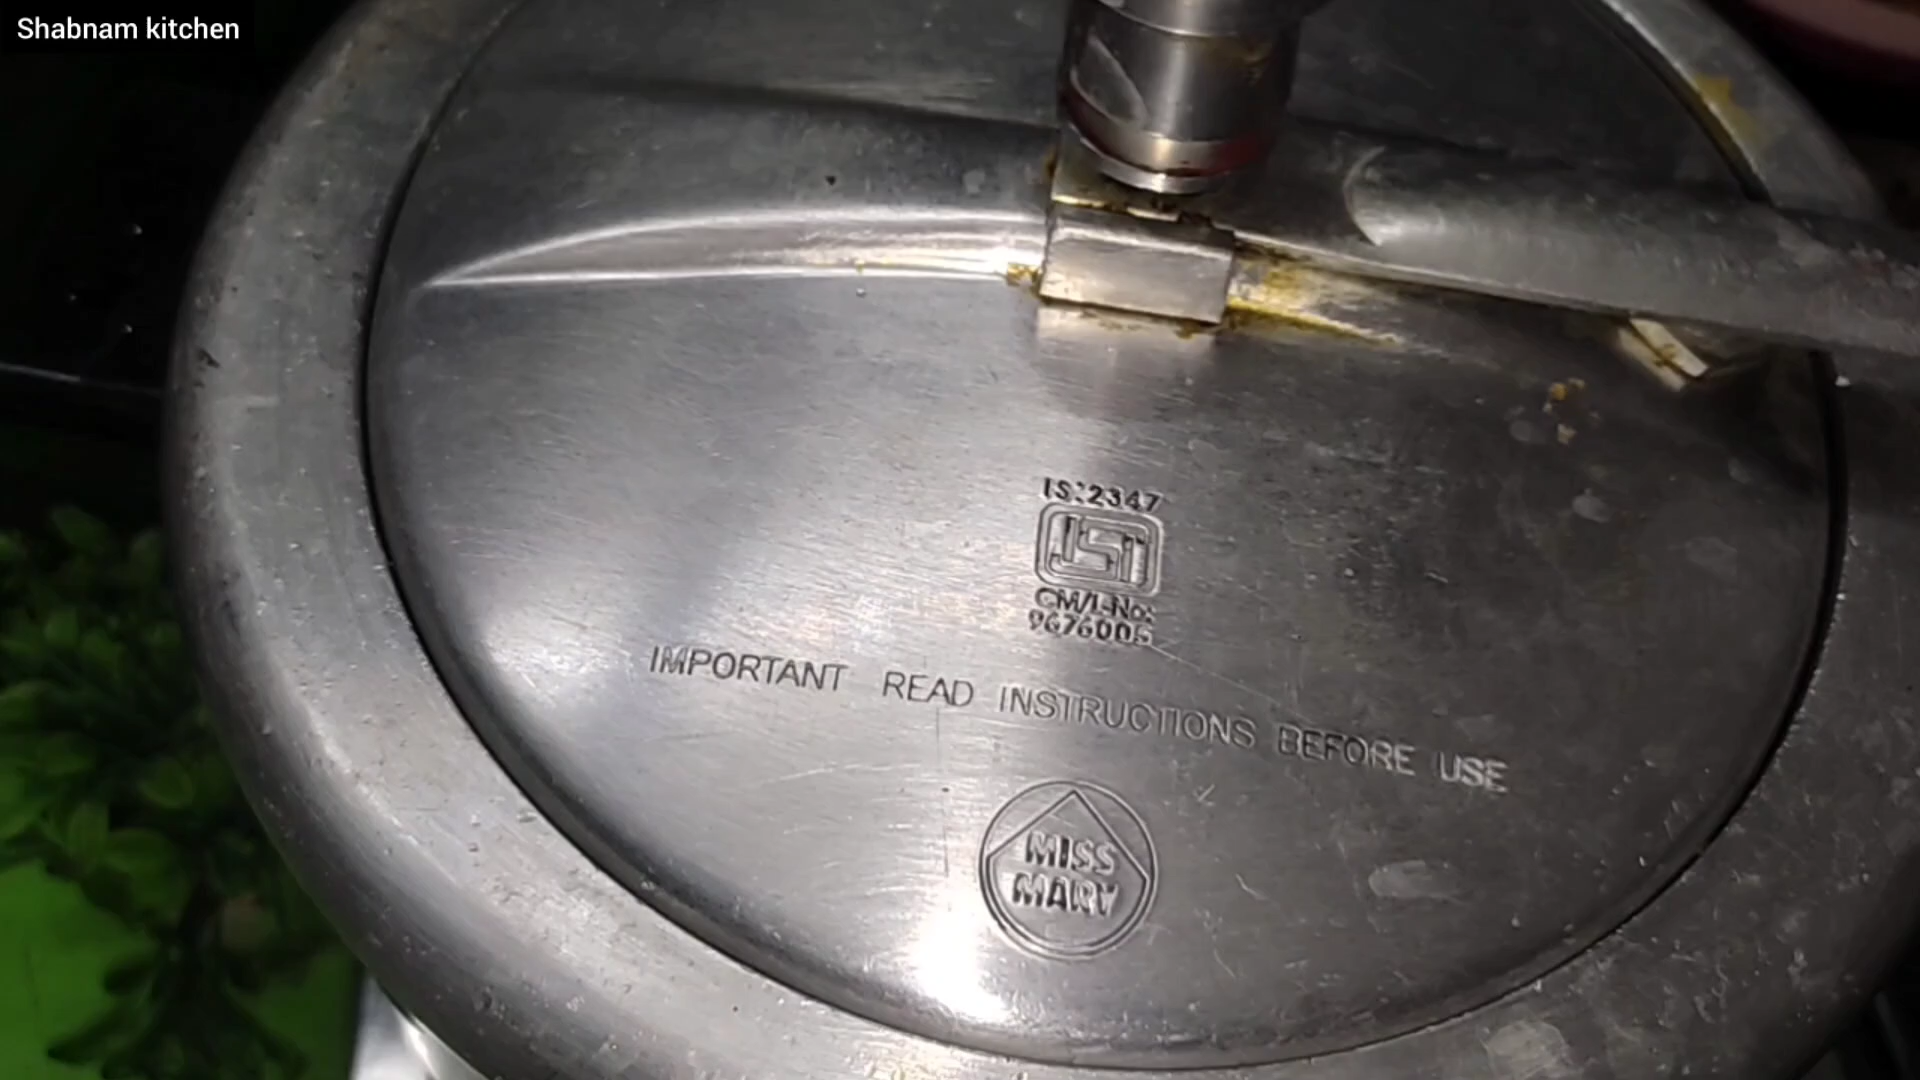 Shabnam kitchen
IS:2347
ISI
CM/L-No:
9676005
IMPORTANT READ INSTRUCTIONS BEFORE USE
MISS
MARY